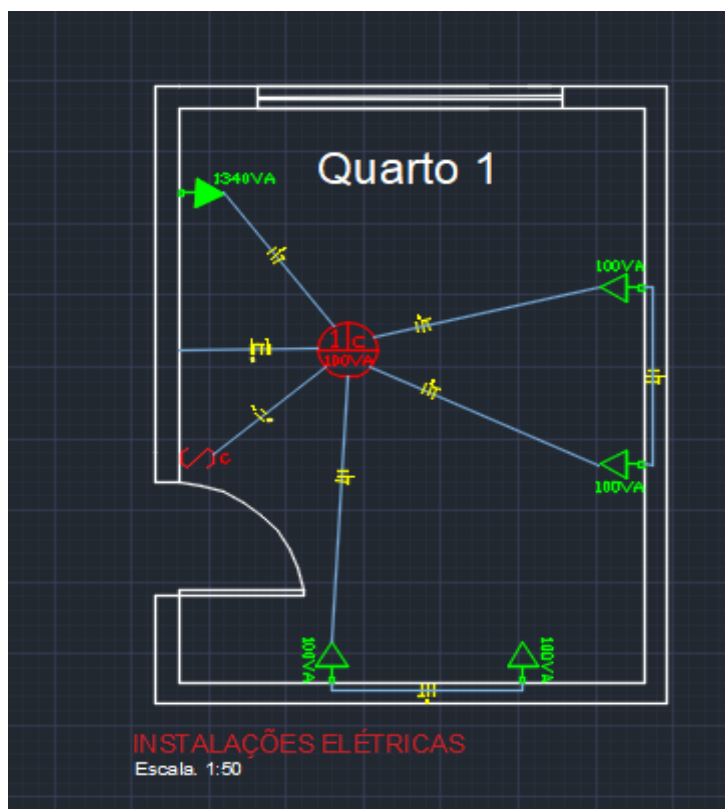 Quarto 1
1340VA
100VA
1 c
100VA
c
100VA
100VA
100VA
INSTALAÇÕES ELÉTRICAS
Escala. 1:50